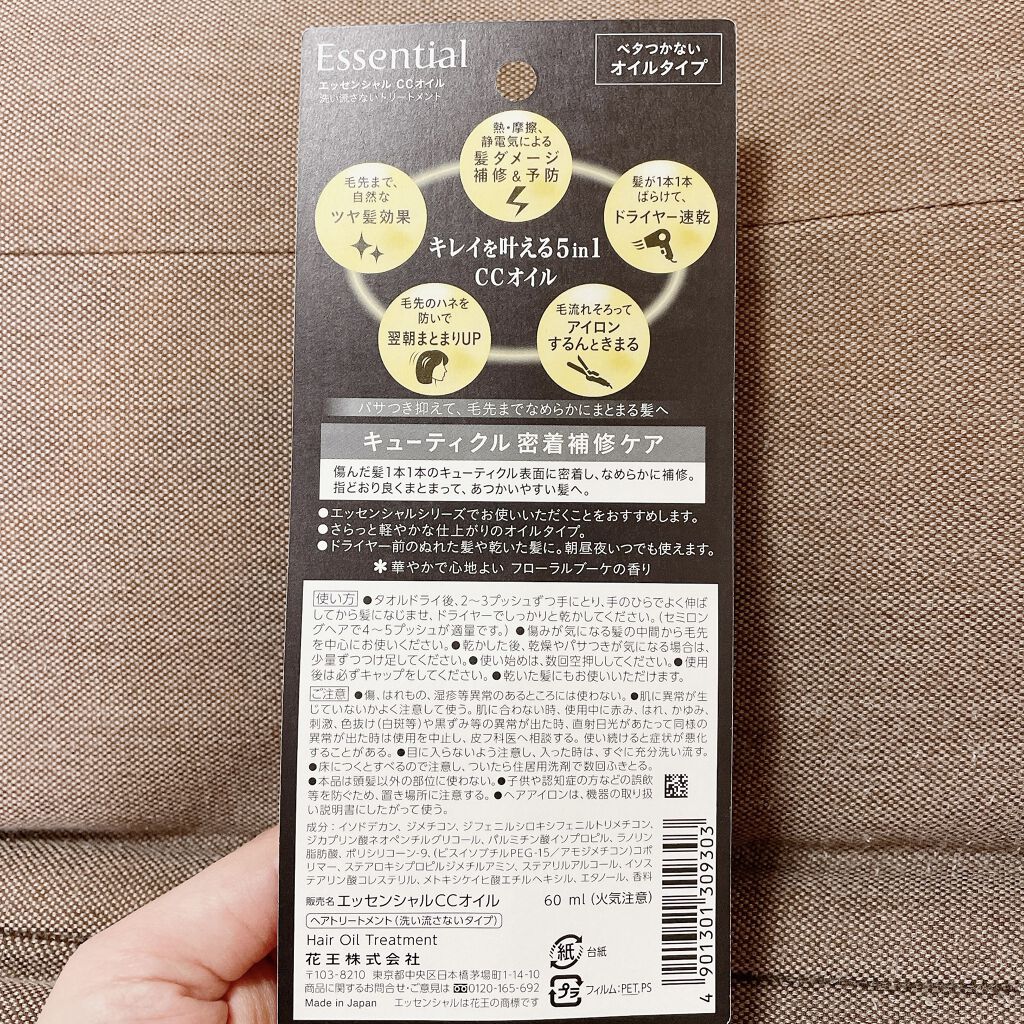 Essential
エッセンシャル CCオイル
洗い流さないトリートメント
ベタつかない
オイルタイプ
熱・摩擦、
静電気による
髪ダメージ
補修&予防
毛先まで、
自然な
ツヤ髪効果
髪が1本1本
ばらけて、
ドライヤー速乾
キレイを叶える5in1
CCオイル
毛先のハネを
防いで
翌朝まとまりUP
毛流れそろって
アイロン
するんときまる
パサつき抑えて、毛先までなめらかにまとまる髪へ
キューティクル 密着補修ケア
傷んだ髪1本1本のキューティクル表面に密着し、なめらかに補修。
指どおり良くまとまって、あつかいやすい髪へ。
●エッセンシャルシリーズでお使いいただくことをおすすめします。
●さらっと軽やかな仕上がりのオイルタイプ。
●ドライヤー前のぬれた髪や乾いた髪に。朝昼夜いつでも使えます。
＊華やかで心地よい フローラルブーケの香り
使い方 ●タオルドライ後、2〜3プッシュずつ手にとり、手のひらでよく伸ば
してから髪になじませ、ドライヤーでしっかりと乾かしてください。(セミロン
グヘアで4〜5プッシュが適量です。) ●傷みが気になる髪の中間から毛先
を中心にお使いください。●乾かした後、乾燥やパサつきが気になる場合は、
少量ずつつけ足してください。●使い始めは、数回空押ししてください。●使用
後は必ずキャップをしてください。●乾いた髪にもお使いいただけます。
ご注意 ●傷、はれもの、湿疹等異常のあるところには使わない。●肌に異常が生
じていないかよく注意して使う。肌に合わない時、使用中に赤み、はれ、かゆみ、
刺激、色抜け(白斑等)や黒ずみ等の異常が出た時、直射日光があたって同様の
異常が出た時は使用を中止し、皮フ科医へ相談する。使い続けると症状が悪化
することがある。●目に入らないよう注意し、入った時は、すぐに充分洗い流す。
●床につくとすべるので注意し、ついたら住居用洗剤で数回ふきとる。
●本品は頭髪以外の部位に使わない。●子供や認知症の方などの誤飲
等を防ぐため、置き場所に注意する。●ヘアアイロンは、機器の取り扱
い説明書にしたがって使う。
成分：イソドデカン、ジメチコン、ジフェニルシロキシフェニルトリメチコン、
ジカプリン酸ネオペンチルグリコール、パルミチン酸イソプロピル、ラノリン
脂肪酸、ポリシリコーン-9、(ビスイソブチルPEG-15／アモジメチコン)コポ
リマー、ステアロキシプロピルジメチルアミン、ステアリルアルコール、イソス
テアリン酸コレステリル、メトキシケイヒ酸エチルヘキシル、エタノール、香料
販売名 エッセンシャルCCオイル 60 ml (火気注意)
ヘアトリートメント(洗い流さないタイプ)
Hair Oil Treatment
花王株式会社
〒103-8210 東京都中央区日本橋茅場町1-14-10
商品に関するお問合せ・ご意見は 0120-165-692
Made in Japan エッセンシャルは花王の商標です
紙 台紙
プラ フィルム：PET, PS
4 901301 309303